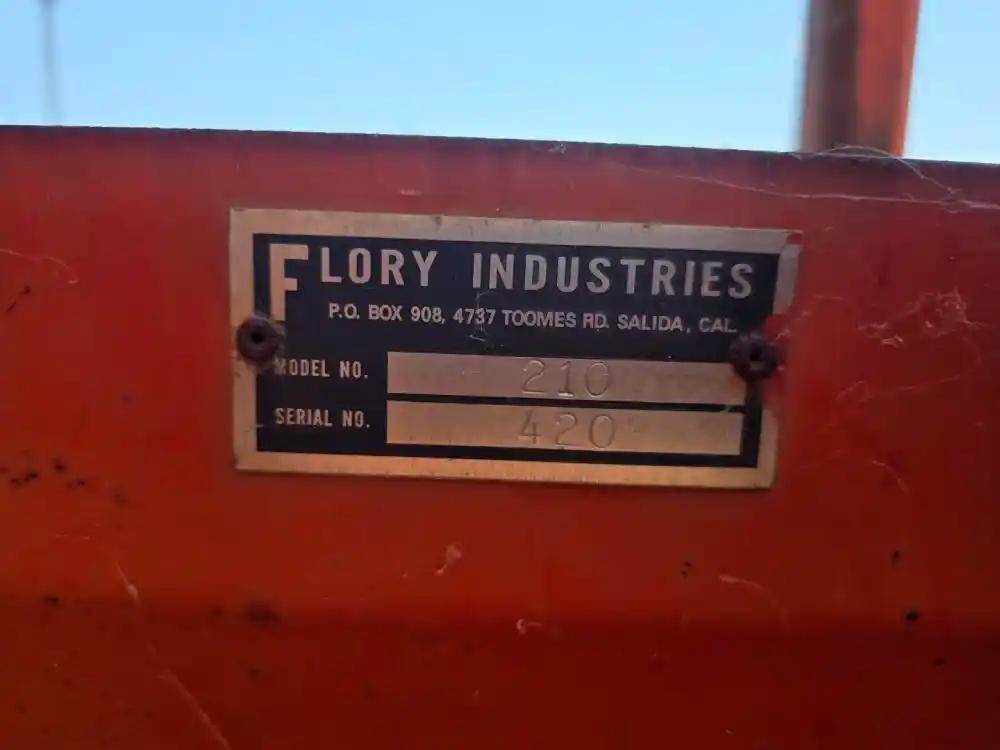 FLORY INDUSTRIES
P.O. BOX 908, 4737 TOOMES RD. SALIDA, CAL.
MODEL NO. 210
SERIAL NO. 420